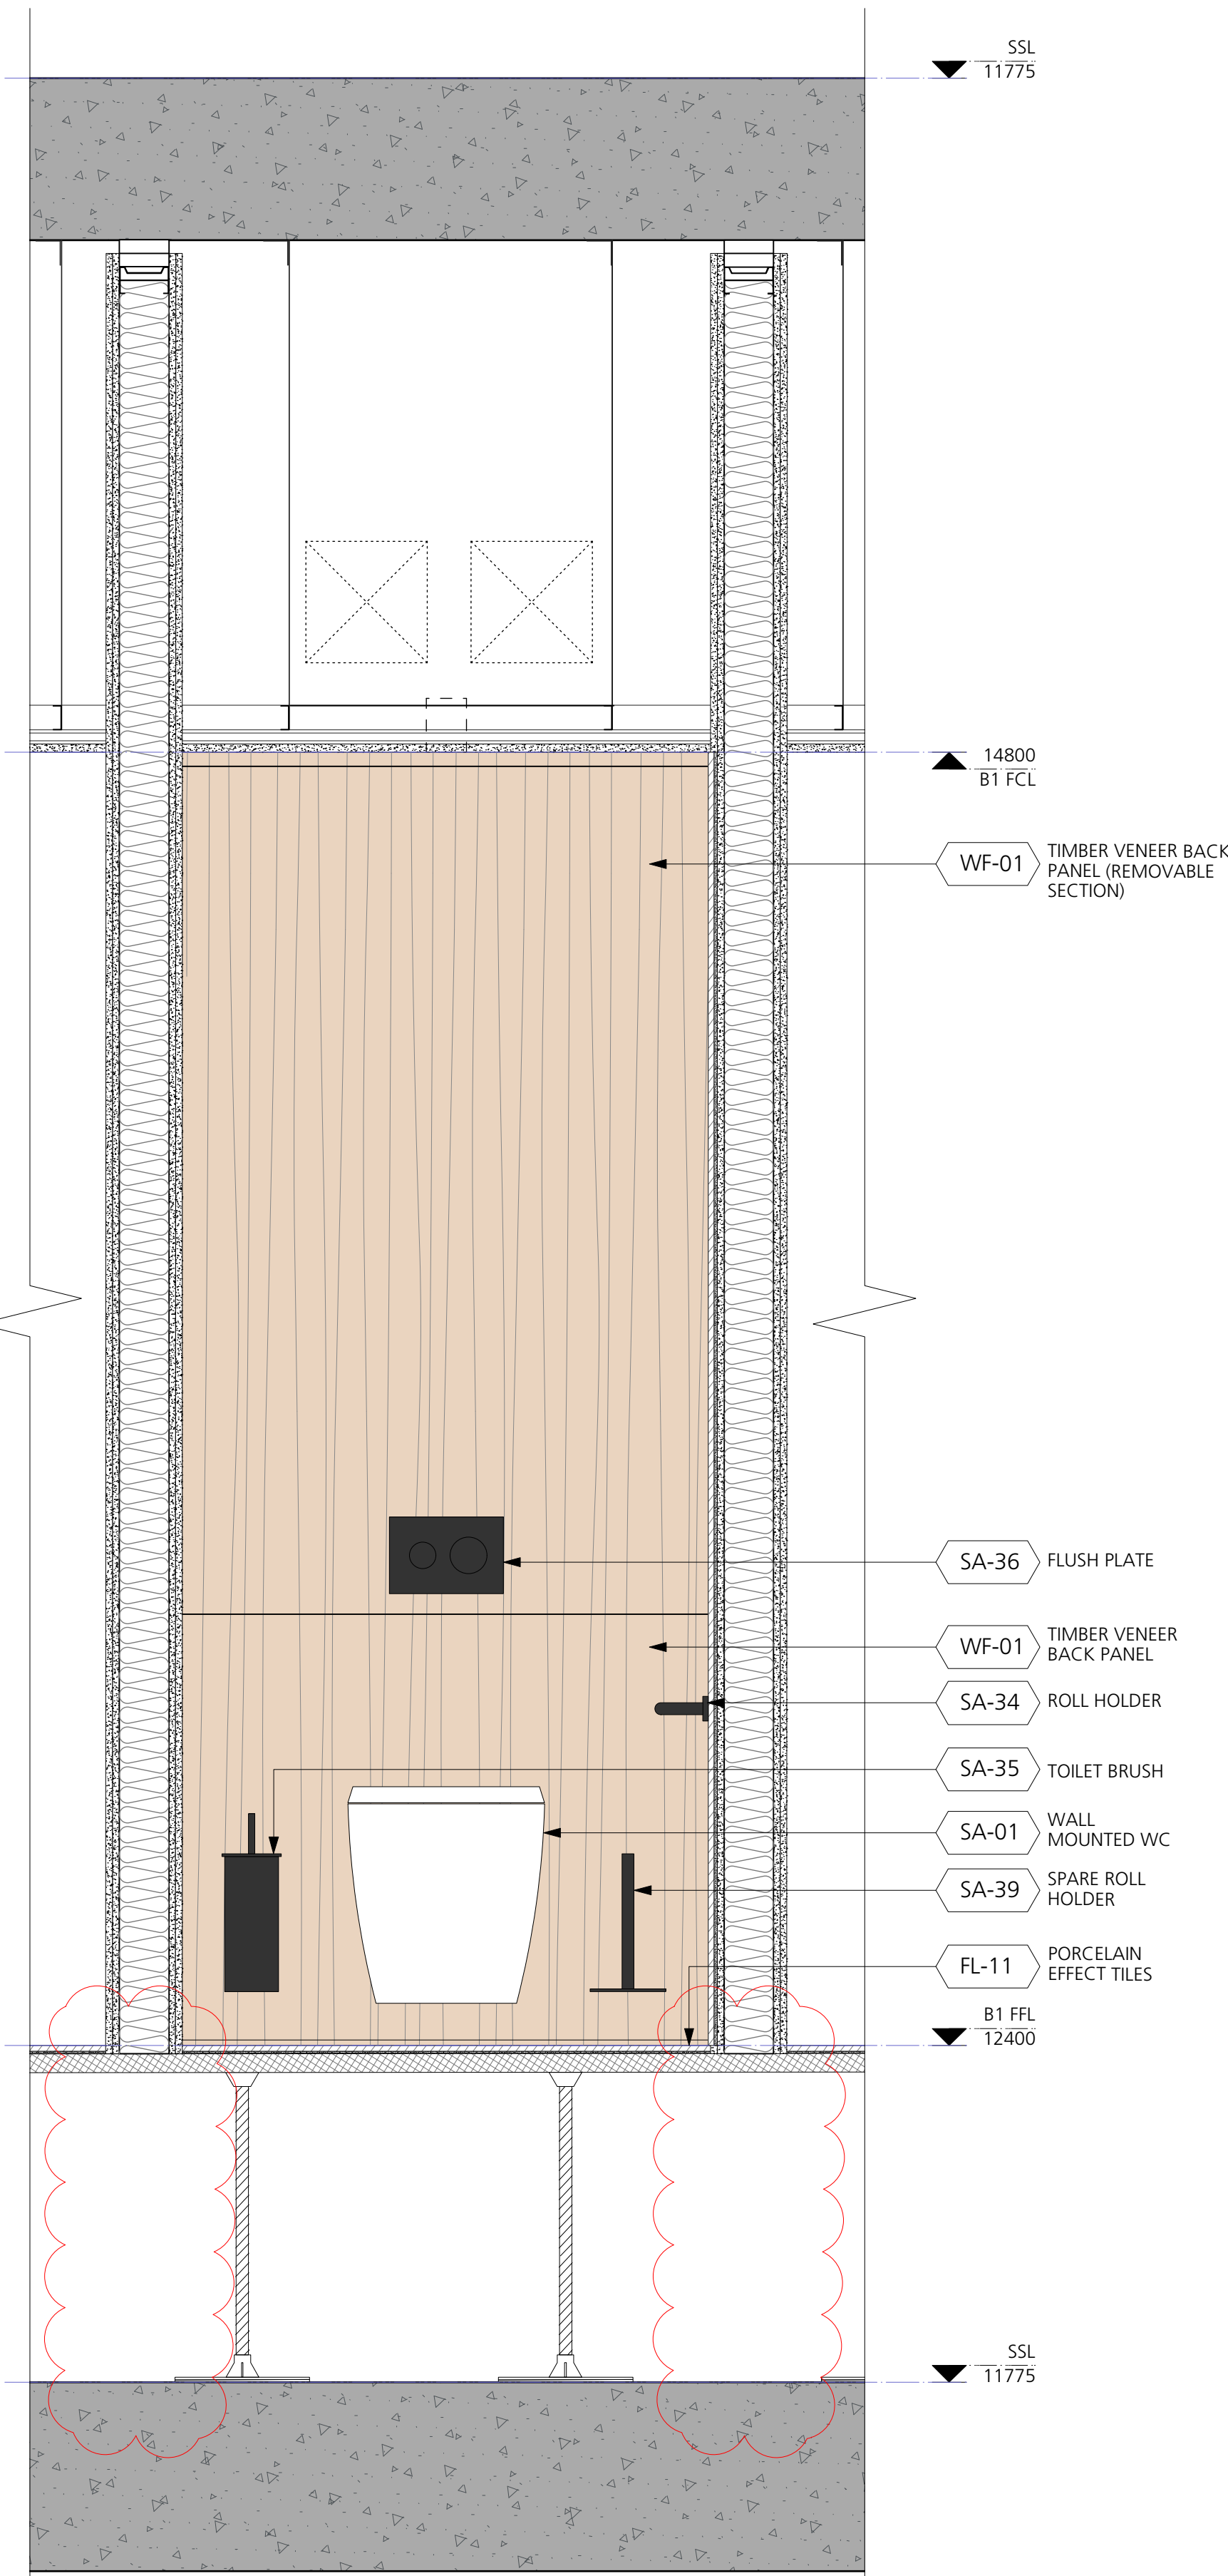 SSL
11775
14800
B1 FCL
WF-01
TIMBER VENEER BACK
PANEL (REMOVABLE
SECTION)
SA-36
FLUSH PLATE
WF-01
TIMBER VENEER
BACK PANEL
SA-34
ROLL HOLDER
SA-35
TOILET BRUSH
SA-01
WALL
MOUNTED WC
SA-39
SPARE ROLL
HOLDER
FL-11
PORCELAIN
EFFECT TILES
B1 FFL
12400
SSL
11775